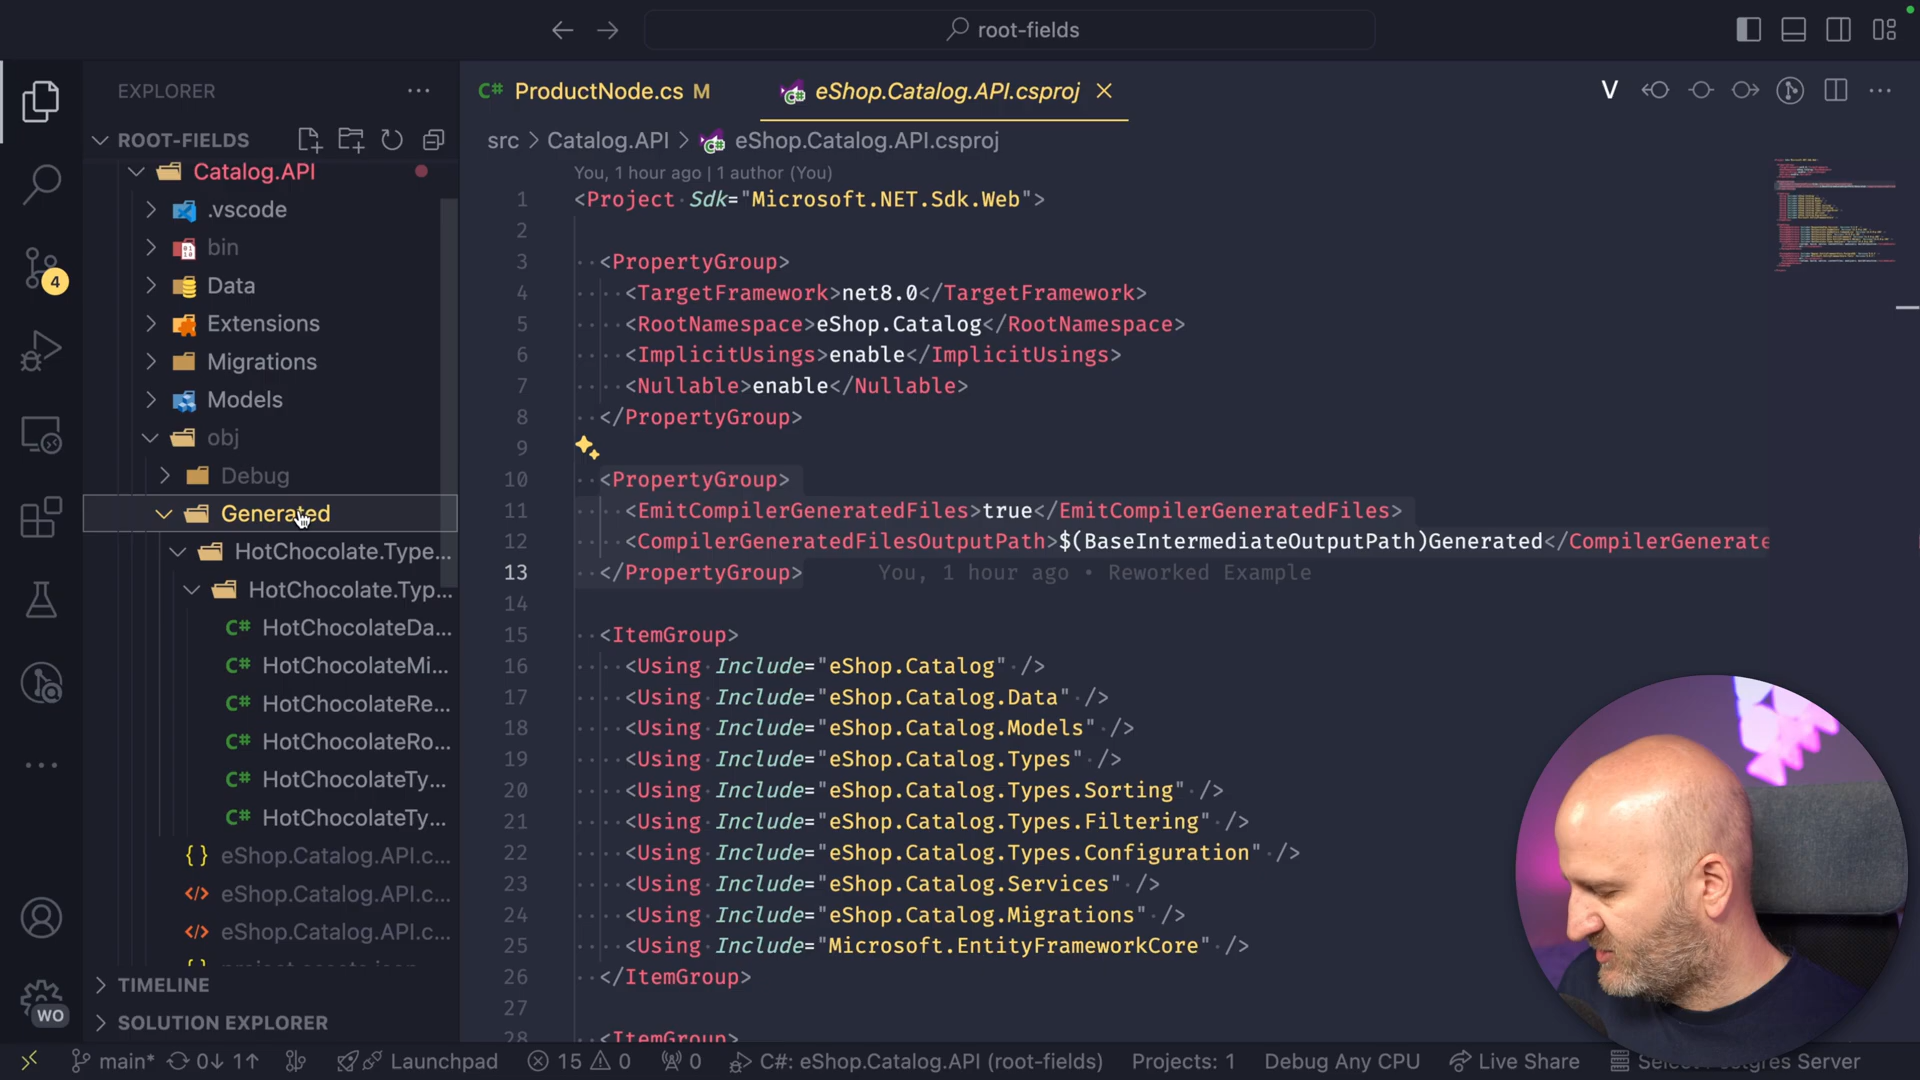 root-fields
EXPLORER
ROOT-FIELDS
Catalog.API
.vscode
bin
Data
Extensions
Migrations
Models
obj
Debug
Generated
HotChocolate.Type...
HotChocolate.Typ...
HotChocolateDa...
HotChocolateMi...
HotChocolateRe...
HotChocolateRo...
HotChocolateTy...
HotChocolateTy...
eShop.Catalog.API.c...
eShop.Catalog.API.c...
eShop.Catalog.API.c...
project.assets.json
TIMELINE
SOLUTION EXPLORER
4
WO
ProductNode.cs M
eShop.Catalog.API.csproj
V
src > Catalog.API > eShop.Catalog.API.csproj
You, 1 hour ago | 1 author (You)
1 <Project Sdk="Microsoft.NET.Sdk.Web">
2
3 <PropertyGroup>
4 <TargetFramework>net8.0</TargetFramework>
5 <RootNamespace>eShop.Catalog</RootNamespace>
6 <ImplicitUsings>enable</ImplicitUsings>
7 <Nullable>enable</Nullable>
8 </PropertyGroup>
9
10 <PropertyGroup>
11 <EmitCompilerGeneratedFiles>true</EmitCompilerGeneratedFiles>
12 <CompilerGeneratedFilesOutputPath>$(BaseIntermediateOutputPath)Generated</CompilerGenerate
13 </PropertyGroup> You, 1 hour ago • Reworked Example
14
15 <ItemGroup>
16 <Using Include="eShop.Catalog" />
17 <Using Include="eShop.Catalog.Data" />
18 <Using Include="eShop.Catalog.Models" />
19 <Using Include="eShop.Catalog.Types" />
20 <Using Include="eShop.Catalog.Types.Sorting" />
21 <Using Include="eShop.Catalog.Types.Filtering" />
22 <Using Include="eShop.Catalog.Types.Configuration" />
23 <Using Include="eShop.Catalog.Services" />
24 <Using Include="eShop.Catalog.Migrations" />
25 <Using Include="Microsoft.EntityFrameworkCore" />
26 </ItemGroup>
27
28 <ItemGroup>
main* 0↓ 1↑ Launchpad 15 0 0 C#: eShop.Catalog.API (root-fields) Projects: 1 Debug Any CPU Live Share Select Postgres Server